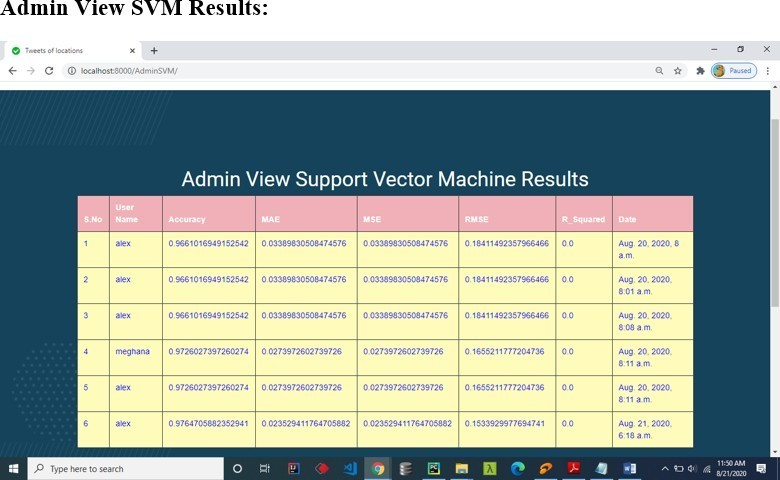 Admin View SVM Results:
Tweets of locations
localhost:8000/AdminSVM/
Paused
Admin View Support Vector Machine Results
S.No User Name Accuracy MAE MSE RMSE R_Squared Date
1 alex 0.9661016949152542 0.03389830508474576 0.03389830508474576 0.18411492357966466 0.0 Aug. 20, 2020, 8 a.m.
2 alex 0.9661016949152542 0.03389830508474576 0.03389830508474576 0.18411492357966466 0.0 Aug. 20, 2020, 8:01 a.m.
3 alex 0.9661016949152542 0.03389830508474576 0.03389830508474576 0.18411492357966466 0.0 Aug. 20, 2020, 8:08 a.m.
4 meghana 0.9726027397260274 0.0273972602739726 0.0273972602739726 0.1655211777204736 0.0 Aug. 20, 2020, 8:11 a.m.
5 alex 0.9726027397260274 0.0273972602739726 0.0273972602739726 0.1655211777204736 0.0 Aug. 20, 2020, 8:11 a.m.
6 alex 0.9764705882352941 0.023529411764705882 0.023529411764705882 0.1533929977694741 0.0 Aug. 21, 2020, 6:18 a.m.
Type here to search
11:50 AM
8/21/2020